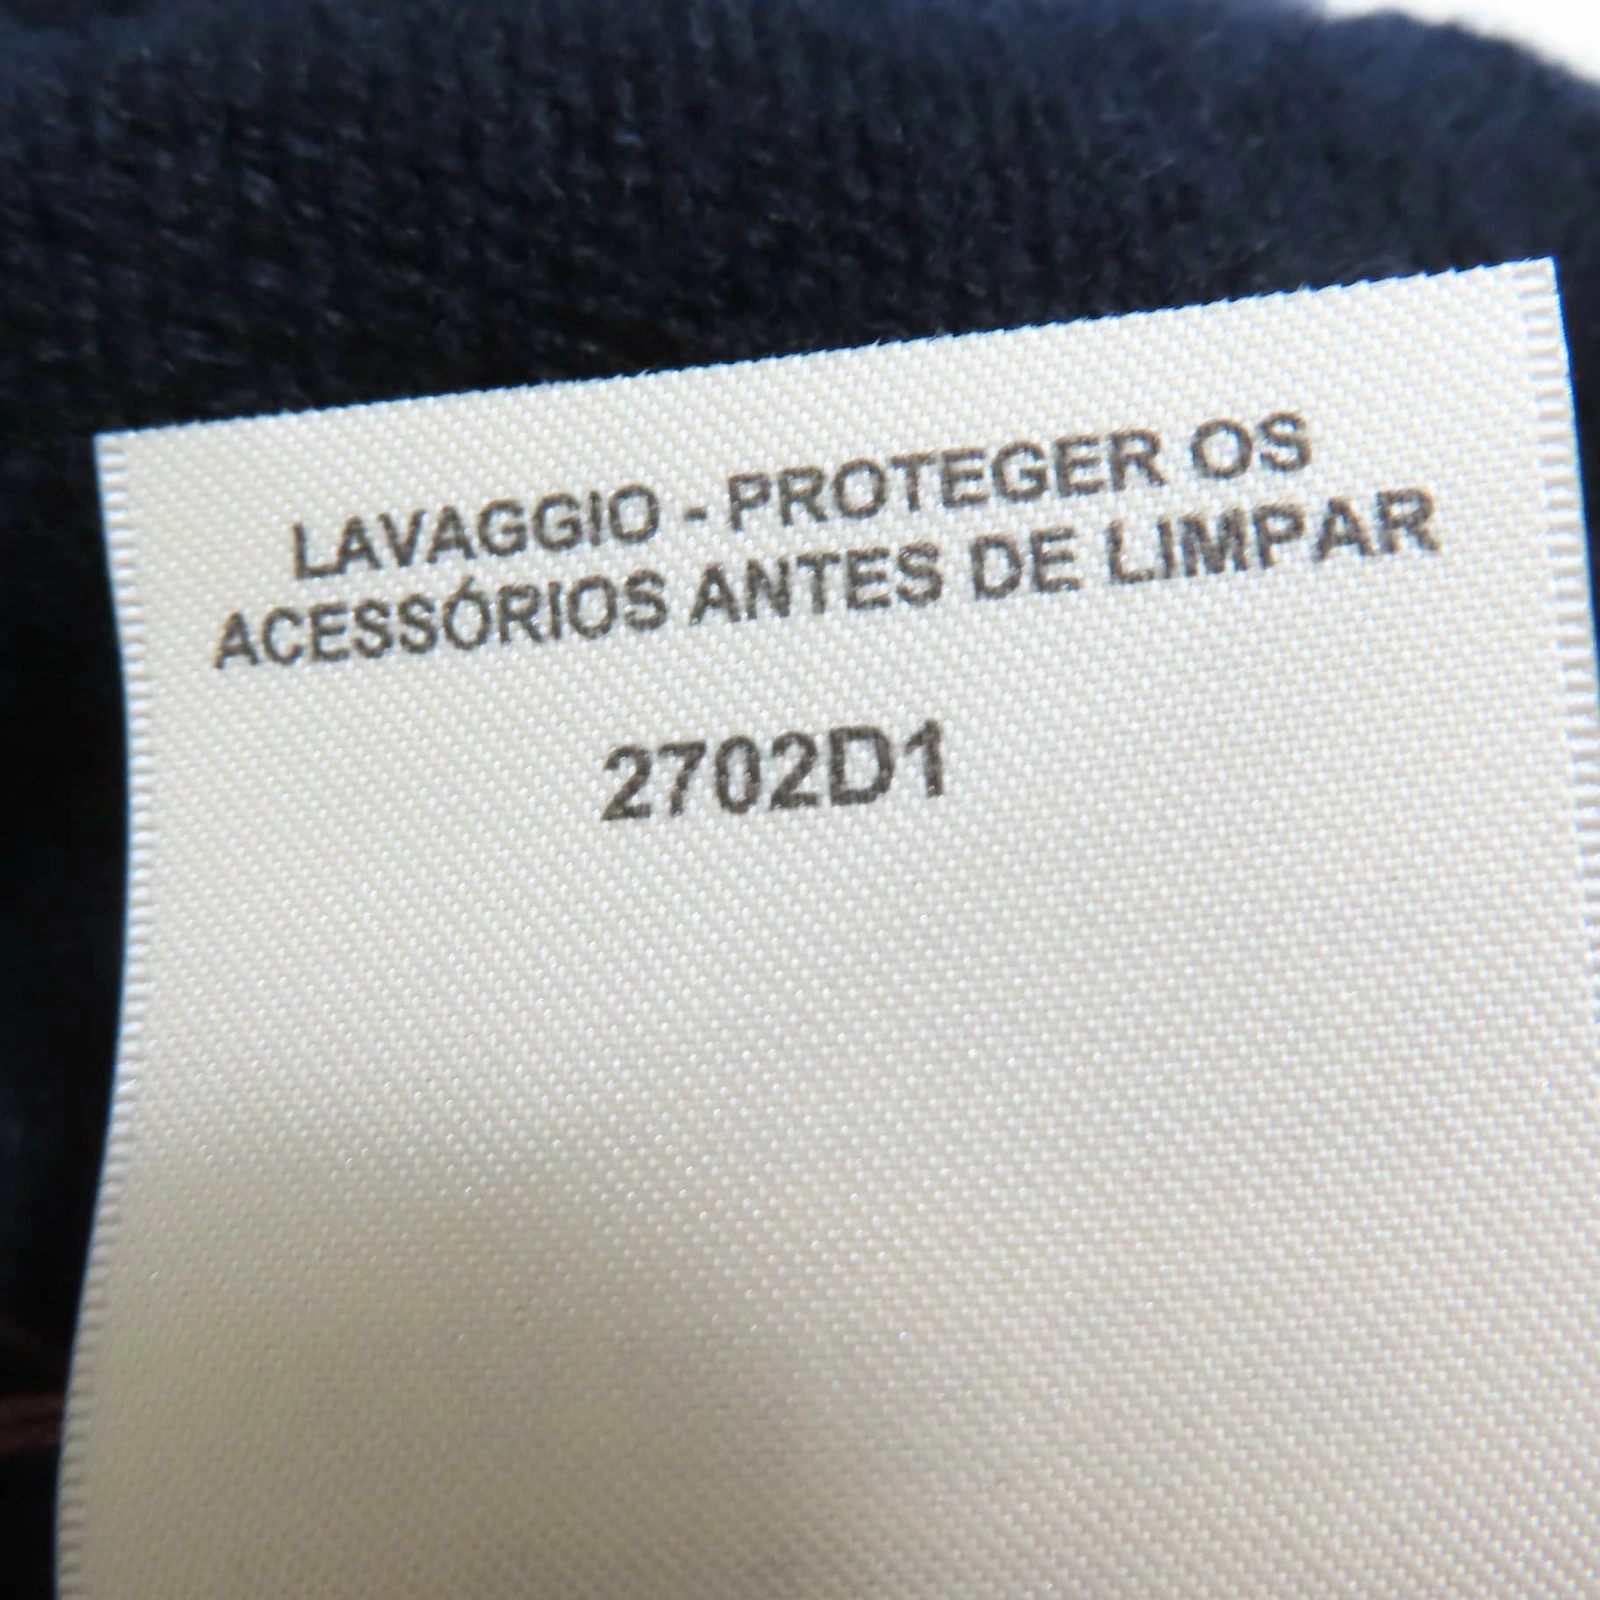 LAVAGGIO - PROTEGER OS
ACESSÓRIOS ANTES DE LIMPAR
2702D1